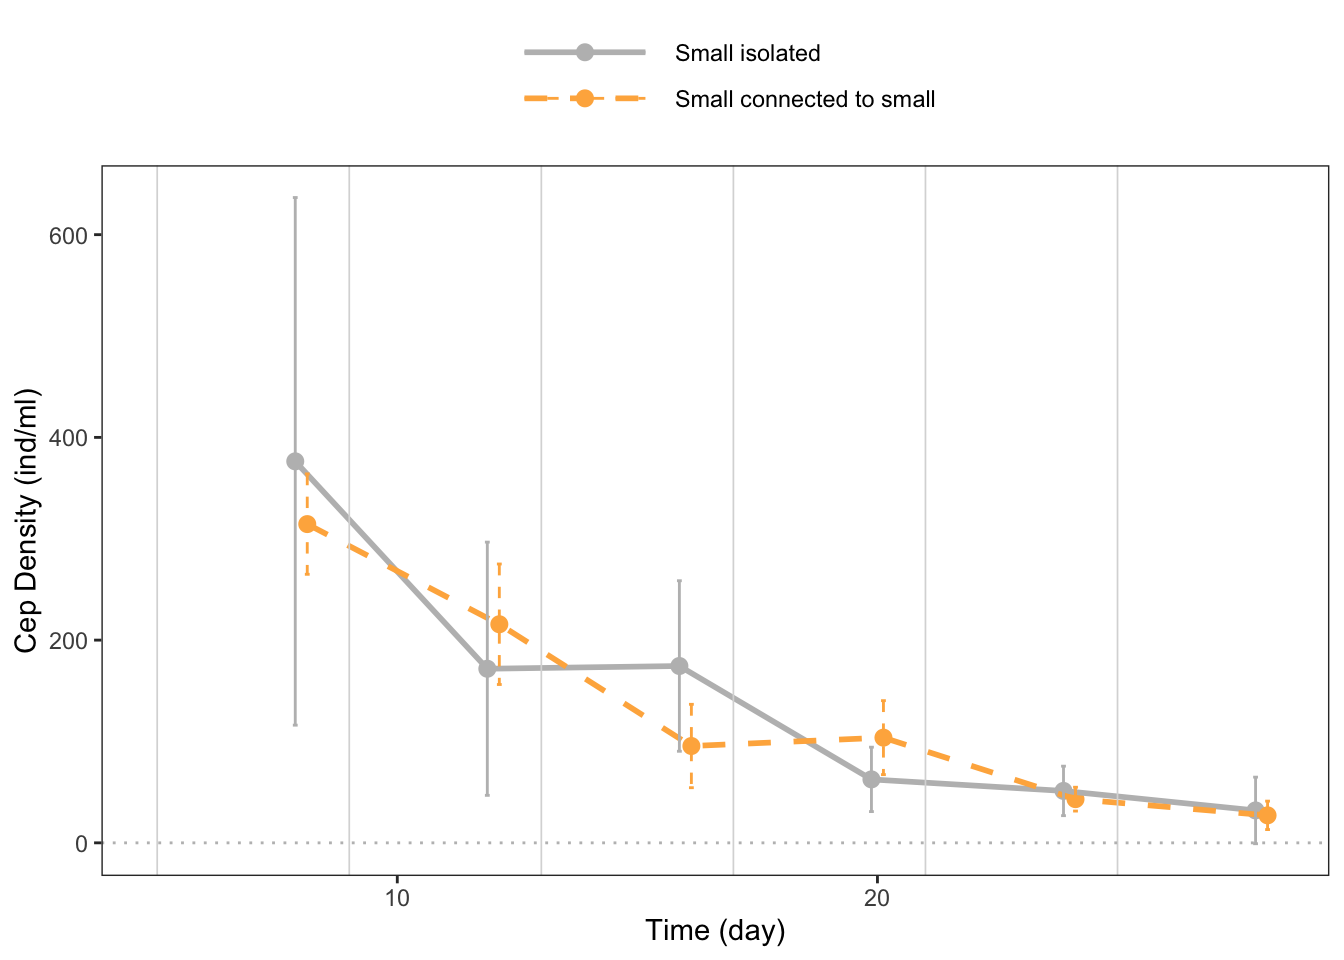 Small isolated
Small connected to small
600
400
200
0
Cep Density (ind/ml)
10
20
Time (day)